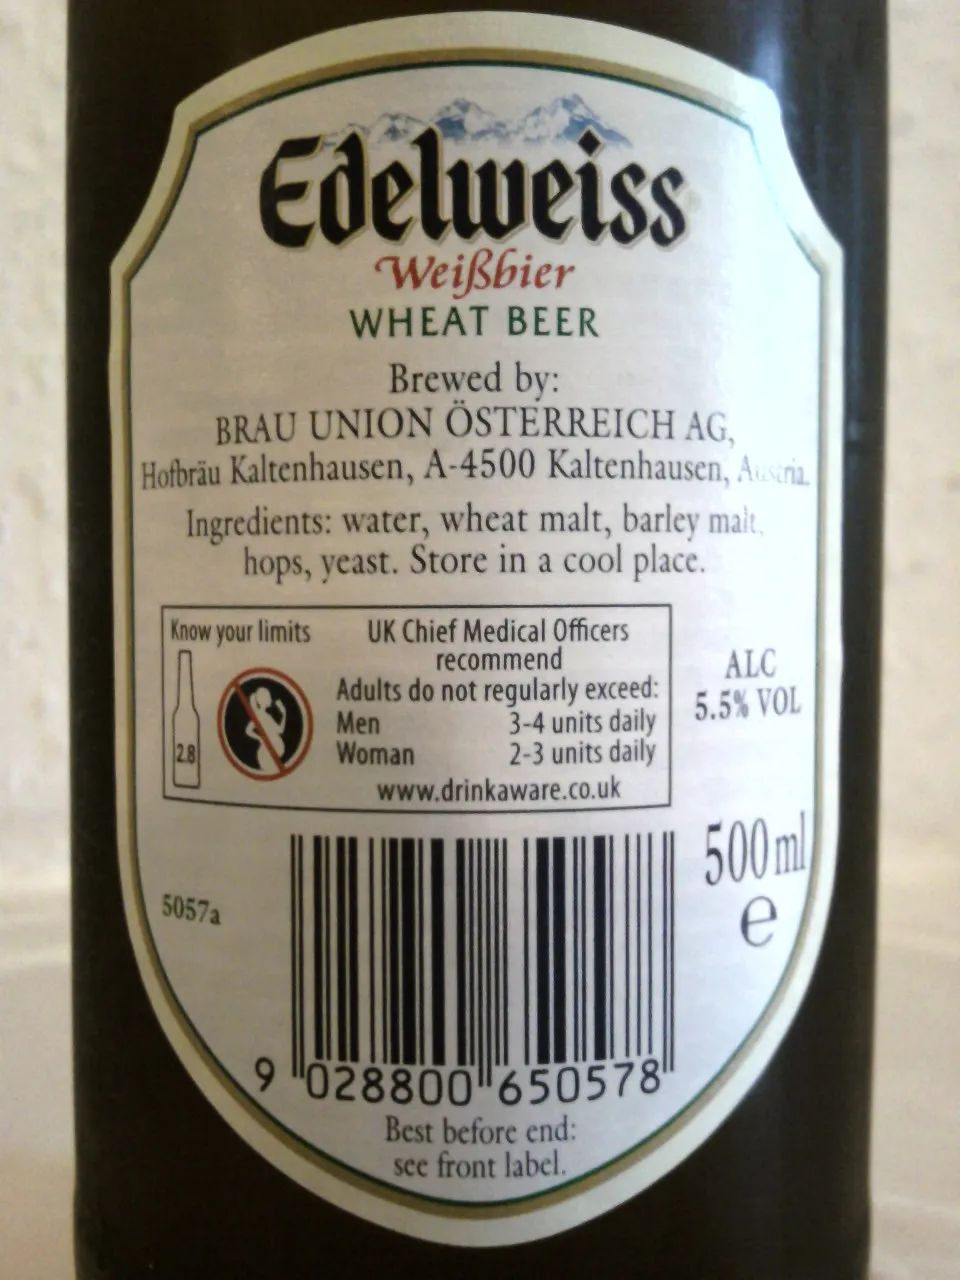 Edelweiss
Weißbier
WHEAT BEER
Brewed by:
BRAU UNION ÖSTERREICH AG,
Hofbräu Kaltenhausen, A-4500 Kaltenhausen, Austria.
Ingredients: water, wheat malt, barley malt,
hops, yeast. Store in a cool place.
Know your limits
2.8
UK Chief Medical Officers
recommend
Adults do not regularly exceed:
Men 3-4 units daily
Woman 2-3 units daily
www.drinkaware.co.uk
ALC
5.5% VOL
500 ml
e
5057a
9 028800 650578
Best before end:
see front label.